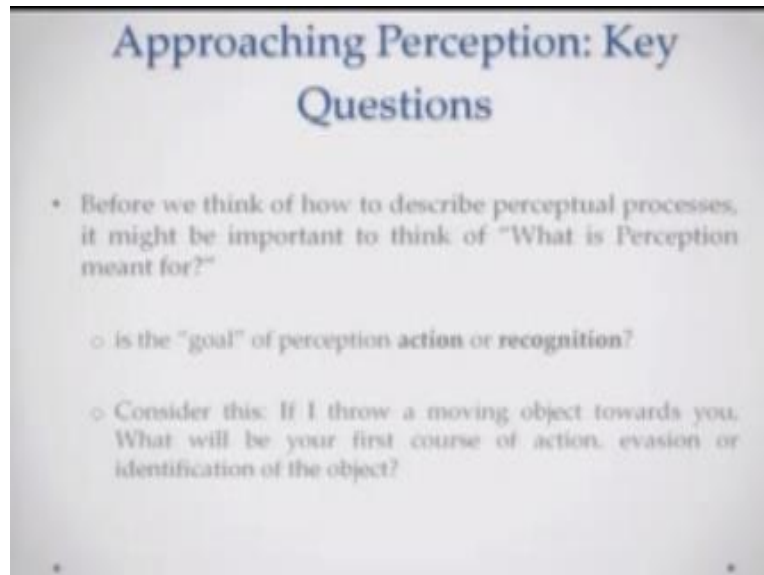 Approaching Perception: Key
Questions
• Before we think of how to describe perceptual processes,
it might be important to think of "What is Perception
meant for?"
o is the "goal" of perception action or recognition?
o Consider this: If I throw a moving object towards you.
What will be your first course of action, evasion or
identification of the object?